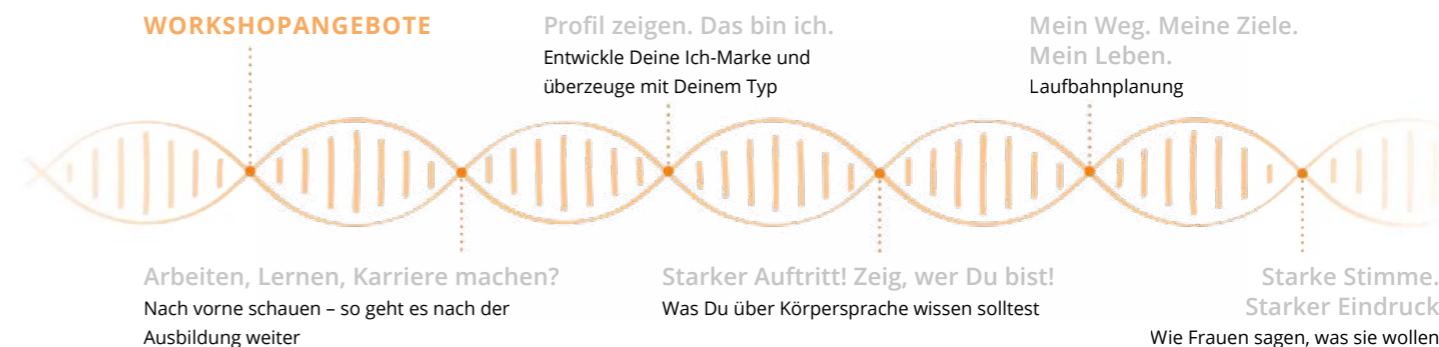 WORKSHOPANGEBOTE
Profil zeigen. Das bin ich.
Entwickle Deine Ich-Marke und
überzeuge mit Deinem Typ
Mein Weg. Meine Ziele.
Mein Leben.
Laufbahnplanung
Arbeiten, Lernen, Karriere machen?
Nach vorne schauen – so geht es nach der
Ausbildung weiter
Starker Auftritt! Zeig, wer Du bist!
Was Du über Körpersprache wissen solltest
Starke Stimme.
Starker Eindruck
Wie Frauen sagen, was sie wollen